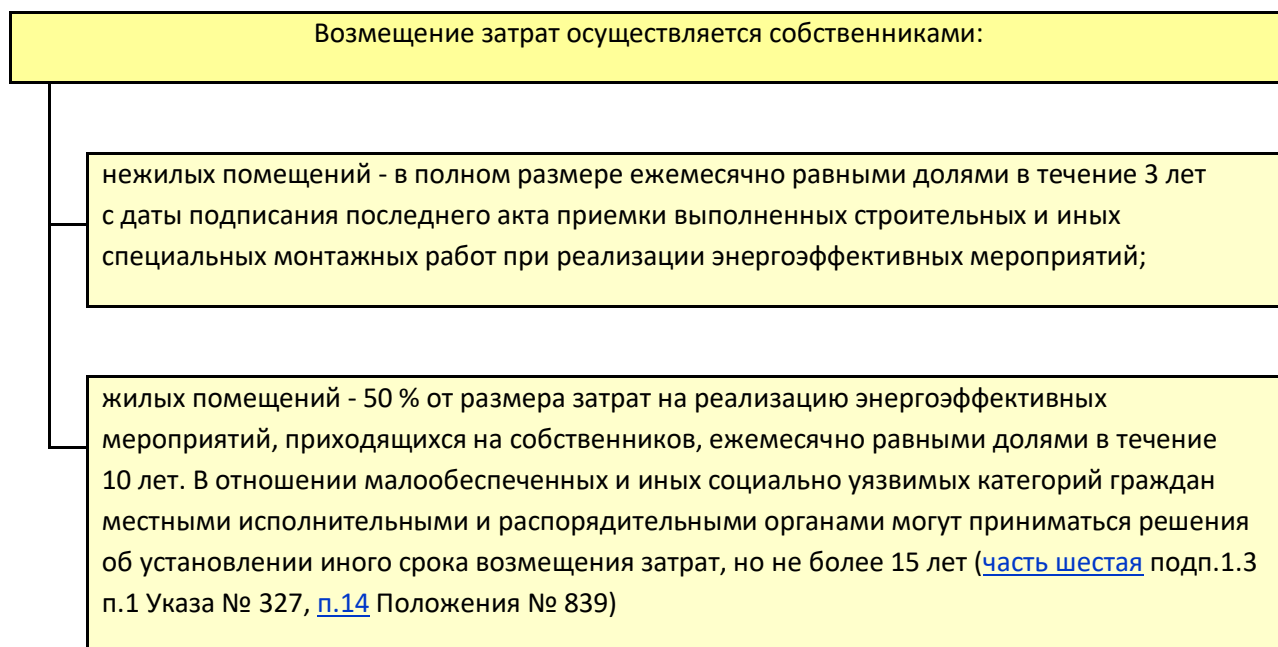 Возмещение затрат осуществляется собственниками:
нежилых помещений - в полном размере ежемесячно равными долями в течение 3 лет
с даты подписания последнего акта приемки выполненных строительных и иных
специальных монтажных работ при реализации энергоэффективных мероприятий;
жилых помещений - 50 % от размера затрат на реализацию энергоэффективных
мероприятий, приходящихся на собственников, ежемесячно равными долями в течение
10 лет. В отношении малообеспеченных и иных социально уязвимых категорий граждан
местными исполнительными и распорядительными органами могут приниматься решения
об установлении иного срока возмещения затрат, но не более 15 лет (часть шестая подп.1.3
п.1 Указа № 327, п.14 Положения № 839)